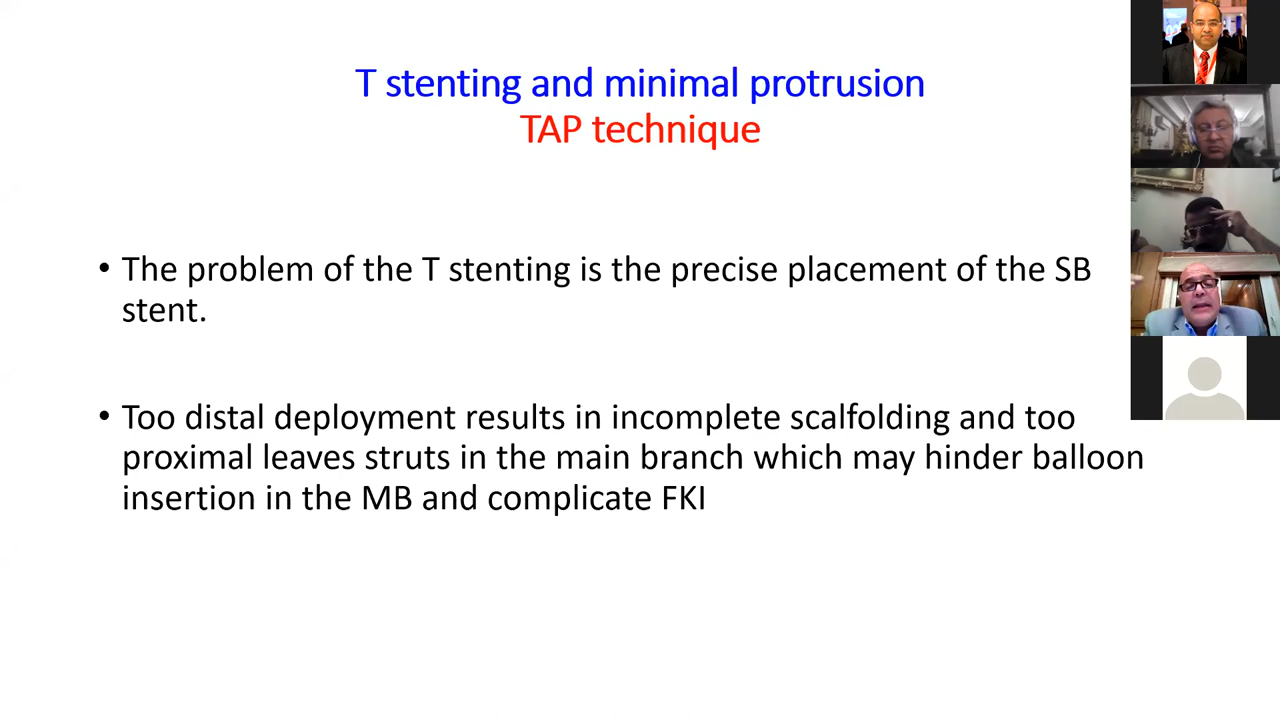 T stenting and minimal protrusion
TAP technique
• The problem of the T stenting is the precise placement of the SB
stent.
• Too distal deployment results in incomplete scalfolding and too
proximal leaves struts in the main branch which may hinder balloon
insertion in the MB and complicate FKI